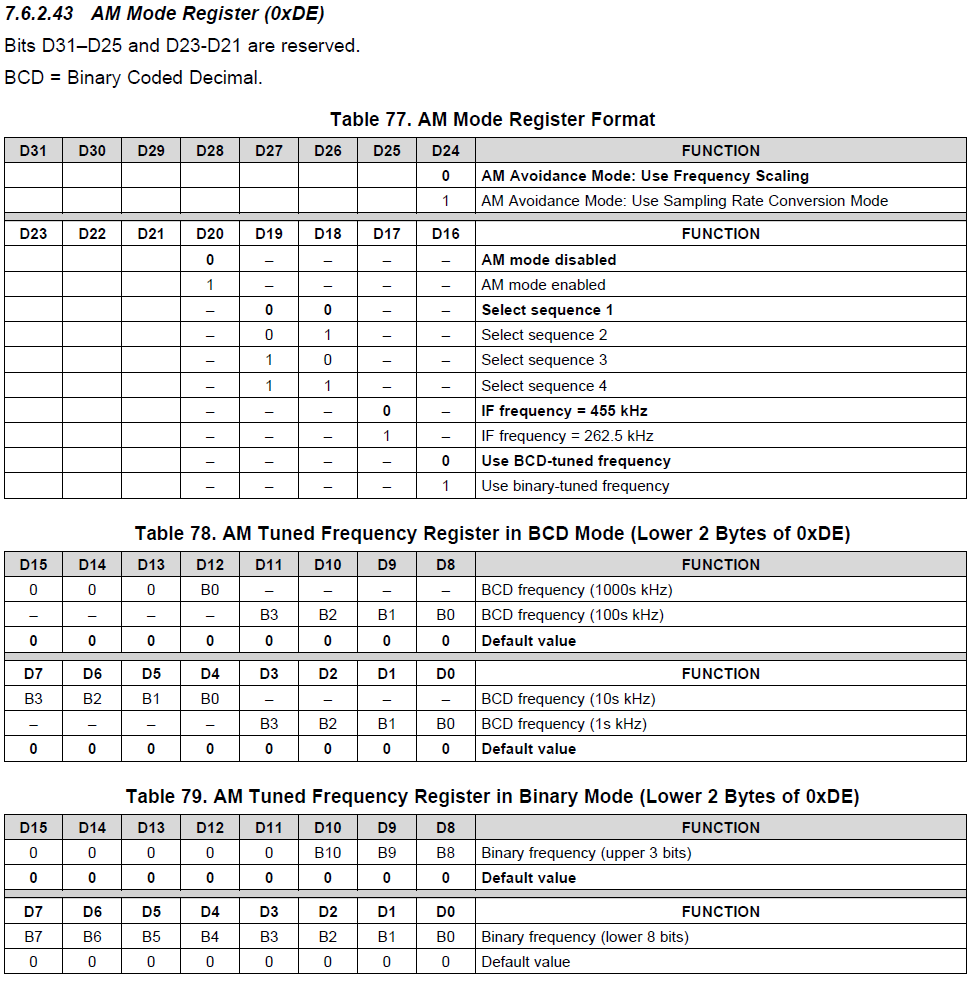 7.6.2.43 AM Mode Register (0xDE)
Bits D31–D25 and D23-D21 are reserved.
BCD = Binary Coded Decimal.
Table 77. AM Mode Register Format
D31 D30 D29 D28 D27 D26 D25 D24 FUNCTION
0 AM Avoidance Mode: Use Frequency Scaling
1 AM Avoidance Mode: Use Sampling Rate Conversion Mode
D23 D22 D21 D20 D19 D18 D17 D16 FUNCTION
0 – – – – AM mode disabled
1 – – – – AM mode enabled
– 0 0 – – Select sequence 1
– 0 1 – – Select sequence 2
– 1 0 – – Select sequence 3
– 1 1 – – Select sequence 4
– – – 0 – IF frequency = 455 kHz
– – – 1 – IF frequency = 262.5 kHz
– – – – 0 Use BCD-tuned frequency
– – – – 1 Use binary-tuned frequency
Table 78. AM Tuned Frequency Register in BCD Mode (Lower 2 Bytes of 0xDE)
D15 D14 D13 D12 D11 D10 D9 D8 FUNCTION
0 0 0 B0 – – – – BCD frequency (1000s kHz)
– – – – B3 B2 B1 B0 BCD frequency (100s kHz)
0 0 0 0 0 0 0 0 Default value
D7 D6 D5 D4 D3 D2 D1 D0 FUNCTION
B3 B2 B1 B0 – – – – BCD frequency (10s kHz)
– – – – B3 B2 B1 B0 BCD frequency (1s kHz)
0 0 0 0 0 0 0 0 Default value
Table 79. AM Tuned Frequency Register in Binary Mode (Lower 2 Bytes of 0xDE)
D15 D14 D13 D12 D11 D10 D9 D8 FUNCTION
0 0 0 0 0 B10 B9 B8 Binary frequency (upper 3 bits)
0 0 0 0 0 0 0 0 Default value
D7 D6 D5 D4 D3 D2 D1 D0 FUNCTION
B7 B6 B5 B4 B3 B2 B1 B0 Binary frequency (lower 8 bits)
0 0 0 0 0 0 0 0 Default value